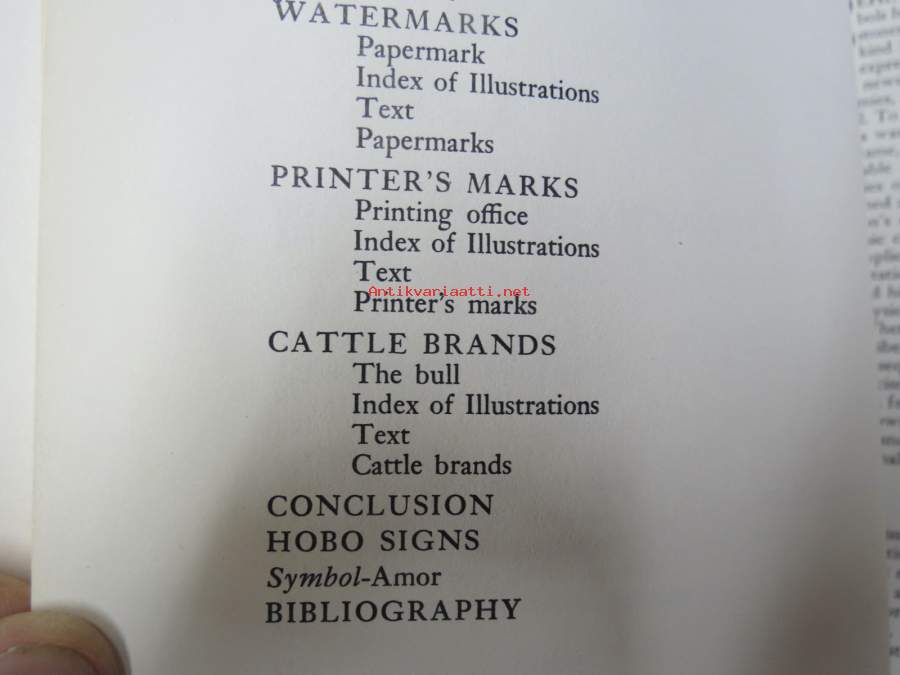 WATERMARKS
Papermark
Index of Illustrations
Text
Papermarks
PRINTER'S MARKS
Printing office
Index of Illustrations
Text
Antikvariaatti.net
Printer's marks
CATTLE BRANDS
The bull
Index of Illustrations
Text
Cattle brands
CONCLUSION
HOBO SIGNS
Symbol-Amor
BIBLIOGRAPHY